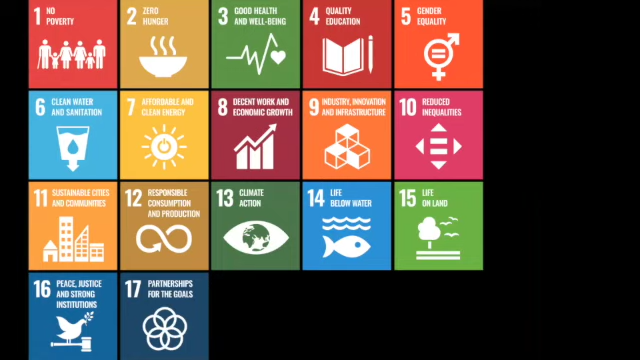 1 NO
POVERTY
2 ZERO
HUNGER
3 GOOD HEALTH
AND WELL-BEING
4 QUALITY
EDUCATION
5 GENDER
EQUALITY
6 CLEAN WATER
AND SANITATION
7 AFFORDABLE AND
CLEAN ENERGY
8 DECENT WORK AND
ECONOMIC GROWTH
9 INDUSTRY, INNOVATION
AND INFRASTRUCTURE
10 REDUCED
INEQUALITIES
11 SUSTAINABLE CITIES
AND COMMUNITIES
12 RESPONSIBLE
CONSUMPTION
AND PRODUCTION
13 CLIMATE
ACTION
14 LIFE
BELOW WATER
15 LIFE
ON LAND
16 PEACE, JUSTICE
AND STRONG
INSTITUTIONS
17 PARTNERSHIPS
FOR THE GOALS